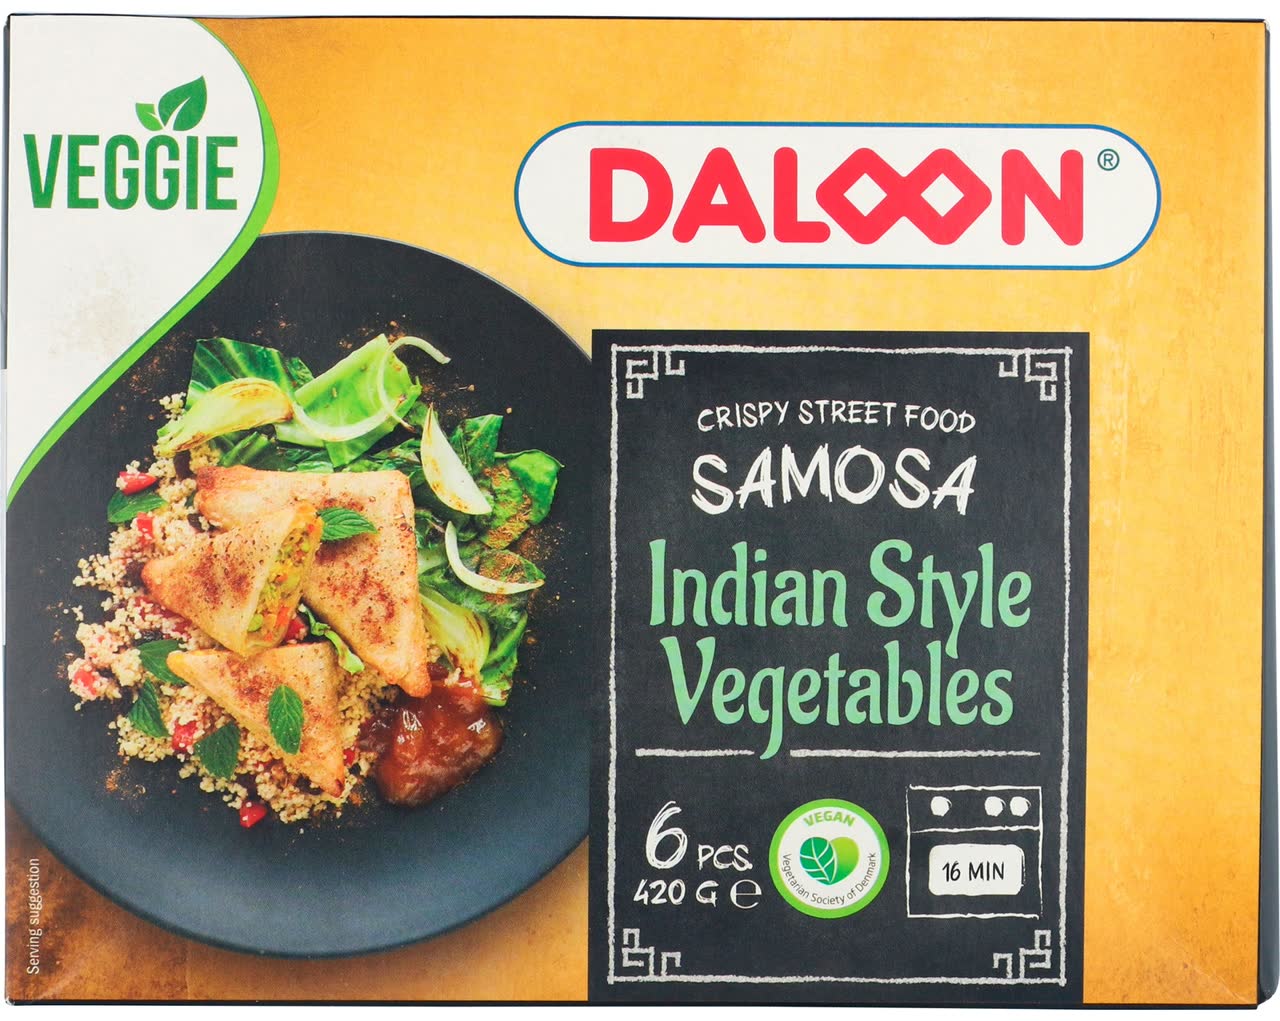 VEGGIE
DALOON®
CRISPY STREET FOOD
SAMOSA
Indian Style
Vegetables
6 PCS.
420 G ℮
VEGAN
Vegetarian Society of Denmark
16 MIN
Serving suggestion